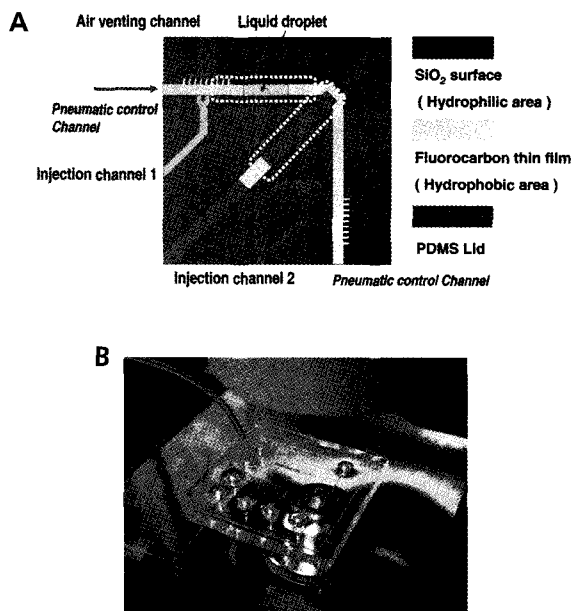 A
Air venting channel
Liquid droplet
Pneumatic control
Channel
Injection channel 1
Injection channel 2
Pneumatic control Channel
SiO2 surface
( Hydrophilic area )
Fluorocarbon thin film
( Hydrophobic area )
PDMS Lid
B